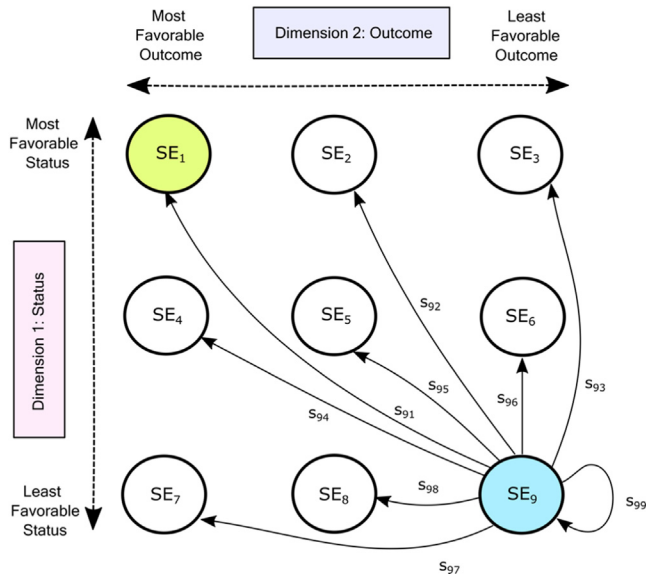 Most
Favorable
Outcome
Dimension 2: Outcome
Least
Favorable
Outcome
Most
Favorable
Status
SE₁
SE₂
SE₃
Dimension 1: Status
SE₄
SE₅
SE₆
s₉₂
s₉₅
s₉₆
s₉₃
s₉₄
s₉₁
Least
Favorable
Status
SE₇
SE₈
s₉₈
SE₉
s₉₉
s₉₇